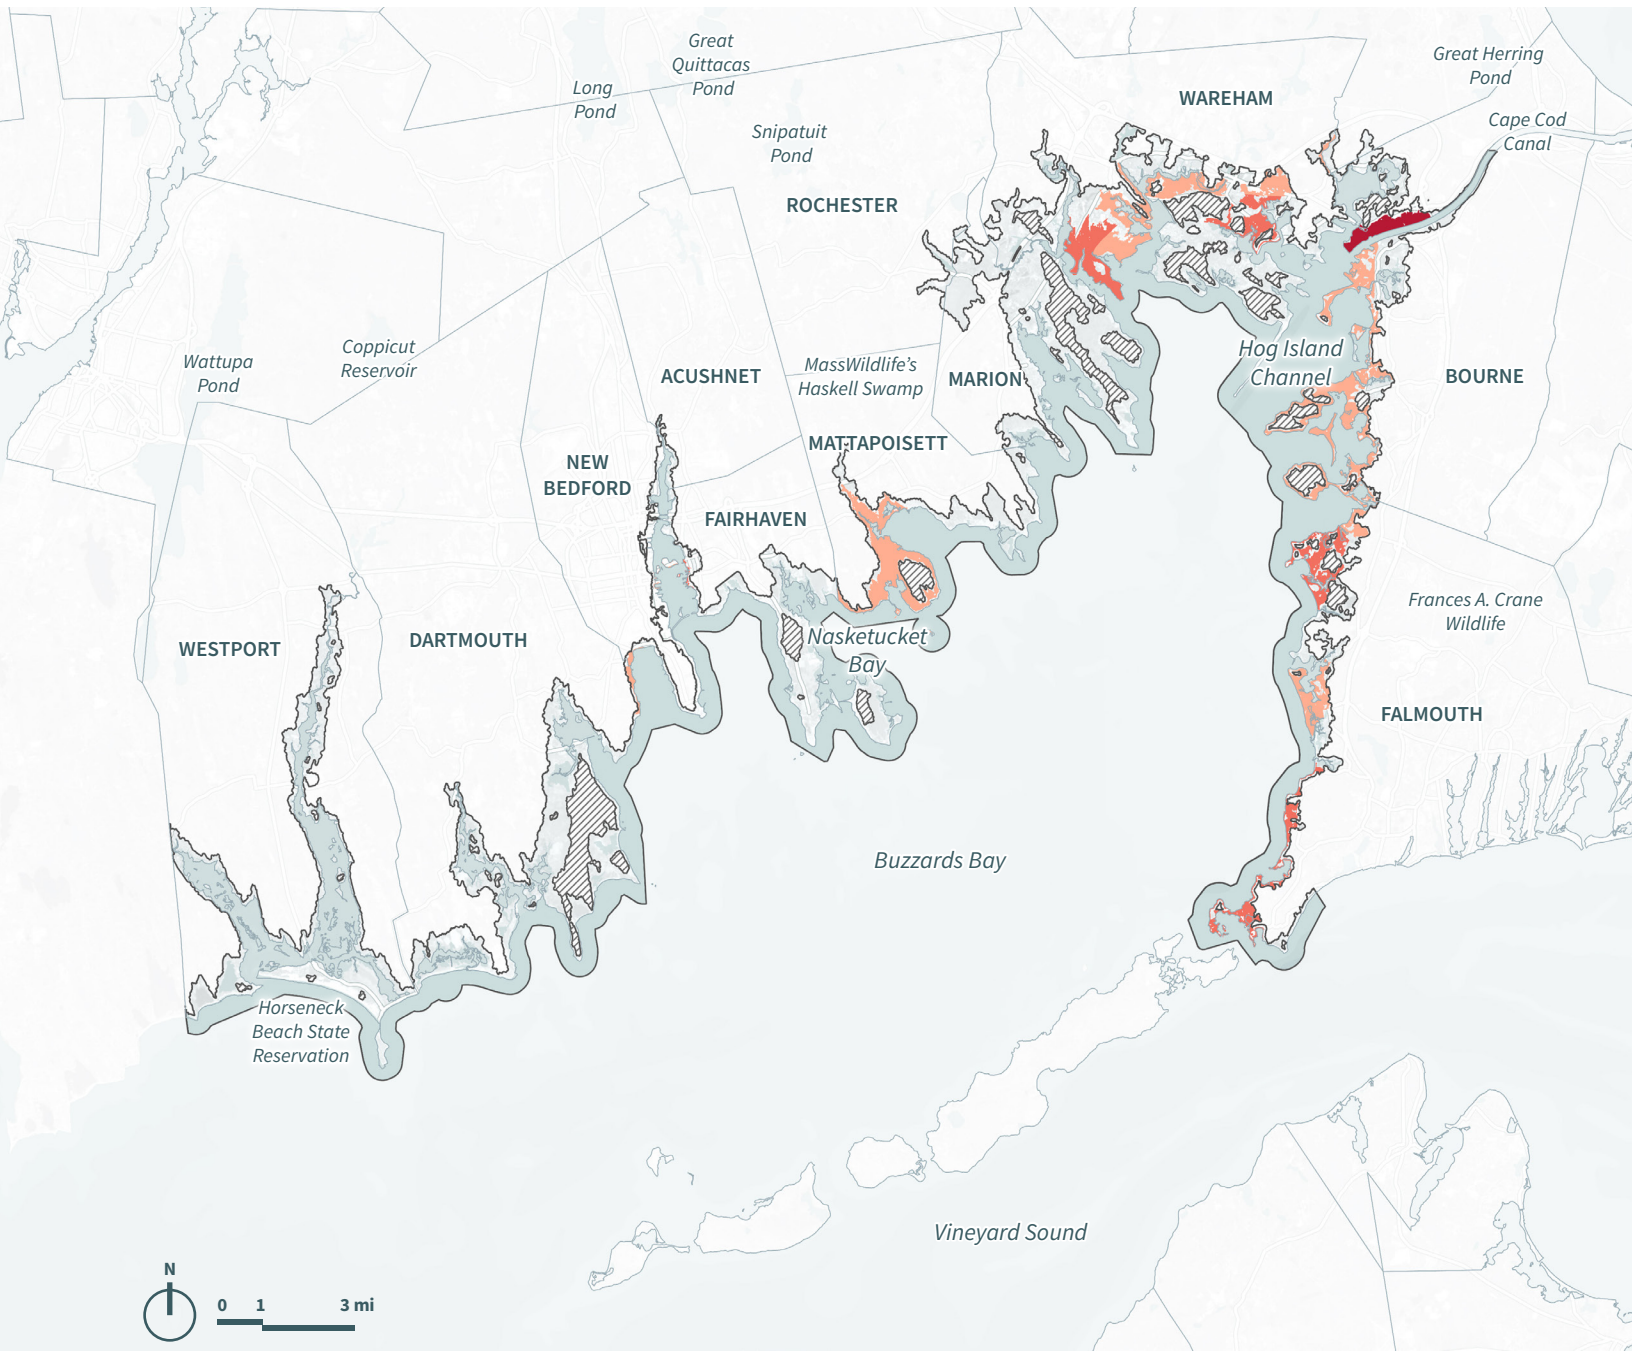 Great
Quittacas
Pond
Great Herring
Pond
Long
Pond
WAREHAM
Cape Cod
Canal
Snipatuit
Pond
ROCHESTER
Wattupa
Pond
Coppicut
Reservoir
ACUSHNET
MassWildlife's
Haskell Swamp
MARION
Hog Island
Channel
BOURNE
MATTAPOISETT
NEW
BEDFORD
FAIRHAVEN
Frances A. Crane
Wildlife
WESTPORT
DARTMOUTH
Nasketucket
Bay
FALMOUTH
Buzzards Bay
Horseneck
Beach State
Reservation
Vineyard Sound
N
0 1 3 mi